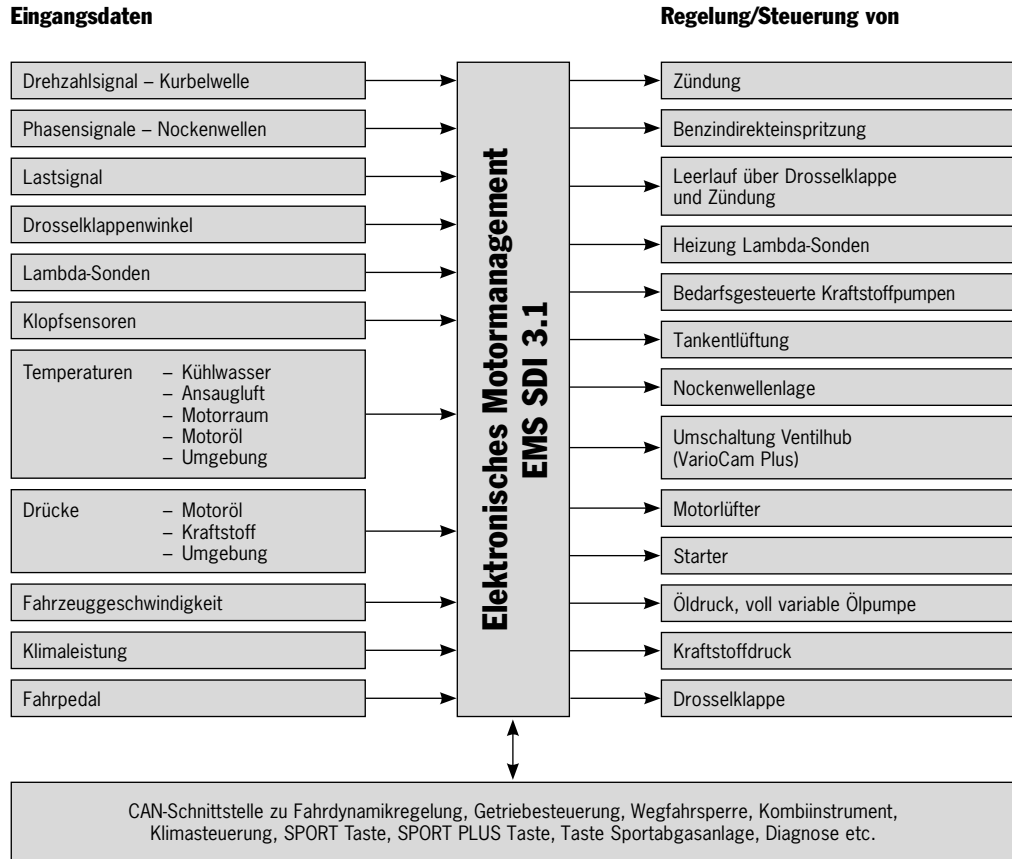 Eingangsdaten
Regelung/Steuerung von
Drehzahlsignal – Kurbelwelle
Phasensignale – Nockenwellen
Lastsignal
Drosselklappenwinkel
Lambda-Sonden
Klopfsensoren
Temperaturen – Kühlwasser
– Ansaugluft
– Motorraum
– Motoröl
– Umgebung
Drücke – Motoröl
– Kraftstoff
– Umgebung
Fahrzeuggeschwindigkeit
Klimaleistung
Fahrpedal
Elektronisches Motormanagement
EMS SDI 3.1
Zündung
Benzindirekteinspritzung
Leerlauf über Drosselklappe
und Zündung
Heizung Lambda-Sonden
Bedarfsgesteuerte Kraftstoffpumpen
Tankentlüftung
Nockenwellenlage
Umschaltung Ventilhub
(VarioCam Plus)
Motorlüfter
Starter
Öldruck, voll variable Ölpumpe
Kraftstoffdruck
Drosselklappe
CAN-Schnittstelle zu Fahrdynamikregelung, Getriebesteuerung, Wegfahrsperre, Kombiinstrument,
Klimasteuerung, SPORT Taste, SPORT PLUS Taste, Taste Sportabgasanlage, Diagnose etc.